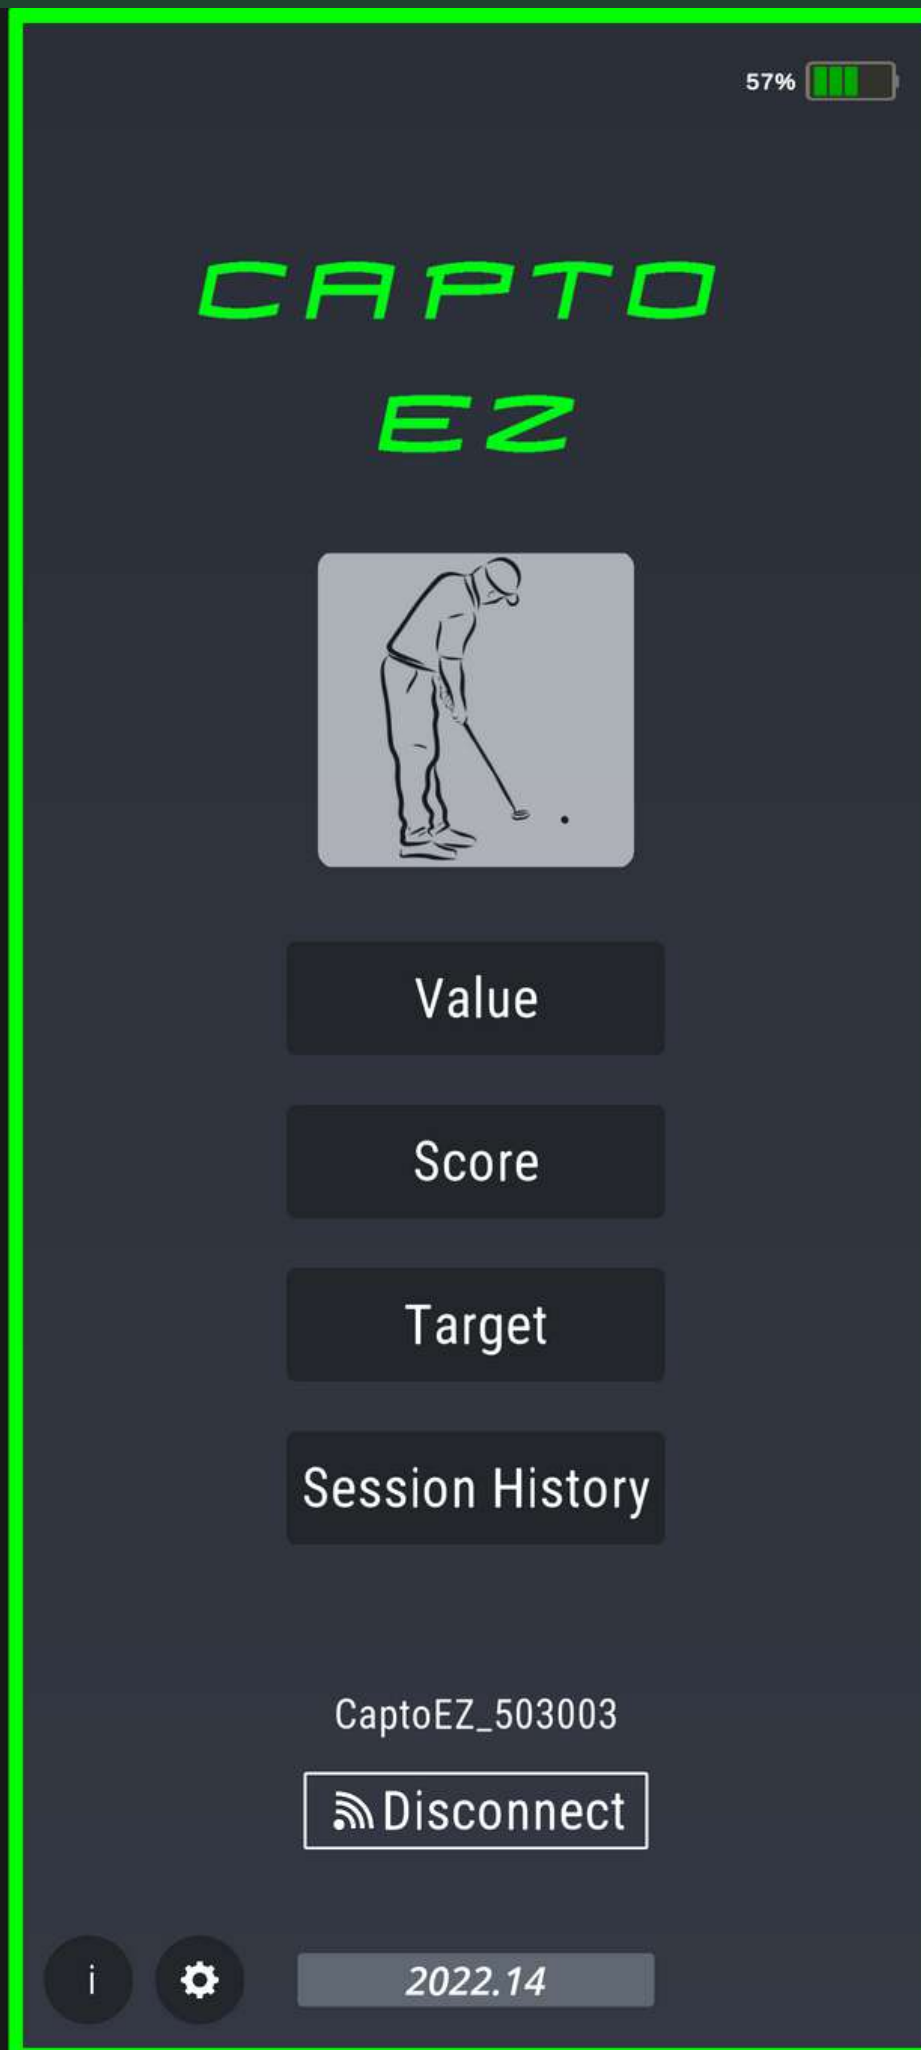 57%
CAPTO
EZ
Value
Score
Target
Session History
CaptoEZ_503003
Disconnect
i
2022.14